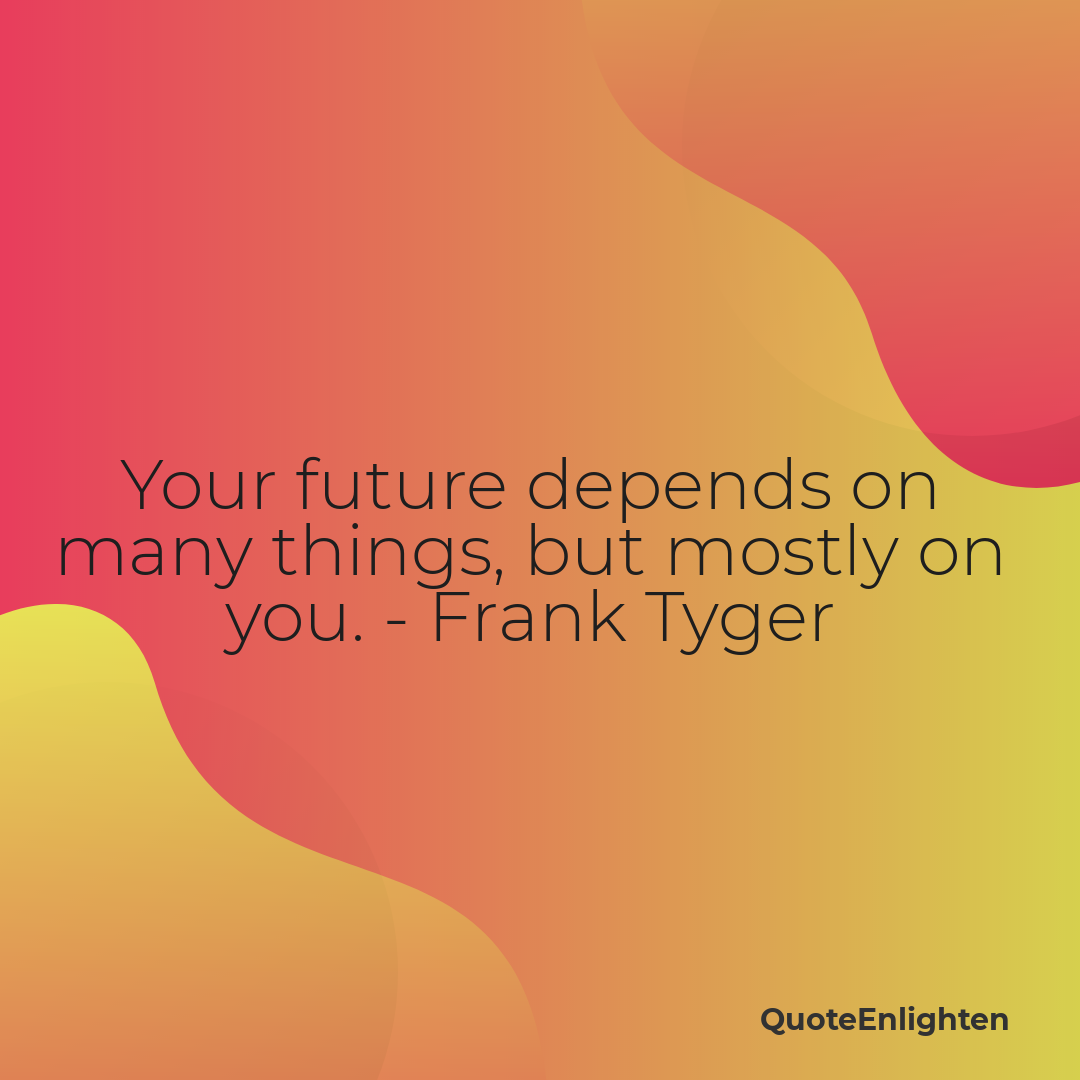 Your future depends on
many things, but mostly on
you. - Frank Tyger
QuoteEnlighten